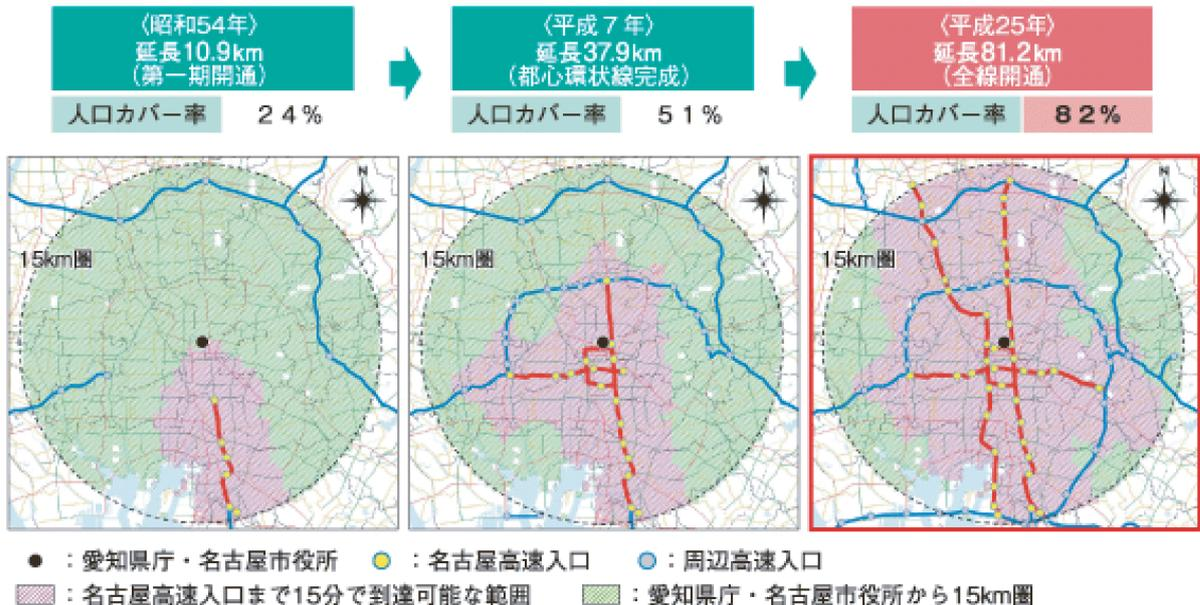 〈昭和54年〉
延長10.9km
(第一期開通)
人口カバー率 24%
〈平成7年〉
延長37.9km
(都心環状線完成)
人口カバー率 51%
〈平成25年〉
延長81.2km
(全線開通)
人口カバー率 82%
N
15km圏
N
15km圏
N
15km圏
:愛知県庁・名古屋市役所 :名古屋高速入口 :周辺高速入口
:名古屋高速入口まで15分で到達可能な範囲 :愛知県庁・名古屋市役所から15km圏